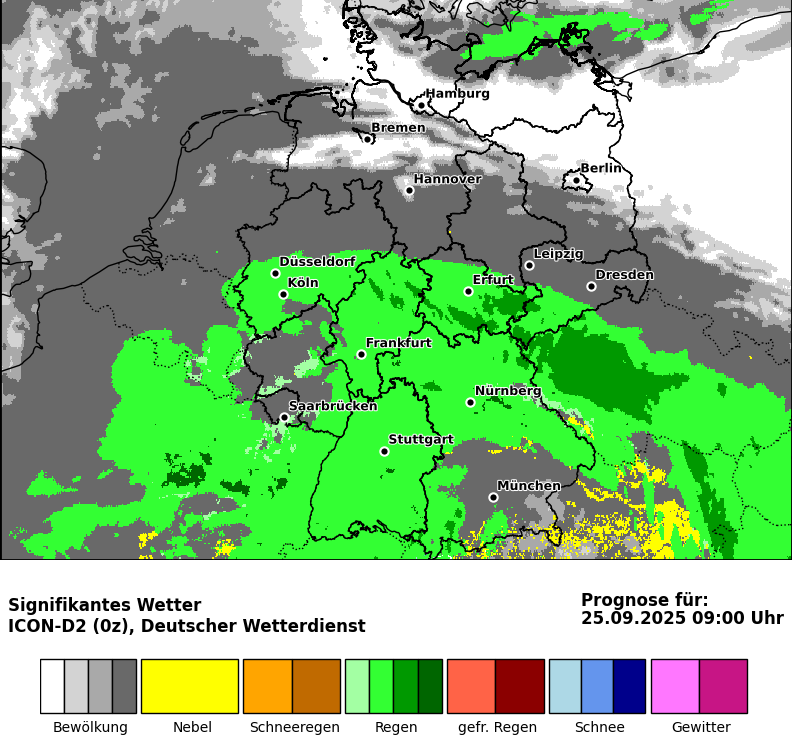 Hamburg
Bremen
Berlin
Hannover
Leipzig
Düsseldorf
Dresden
Köln
Erfurt
Frankfurt
Nürnberg
Saarbrücken
Stuttgart
München
Signifikantes Wetter
ICON-D2 (0z), Deutscher Wetterdienst
Prognose für:
25.09.2025 09:00 Uhr
Bewölkung
Nebel
Schneeregen
Regen
gefr. Regen
Schnee
Gewitter